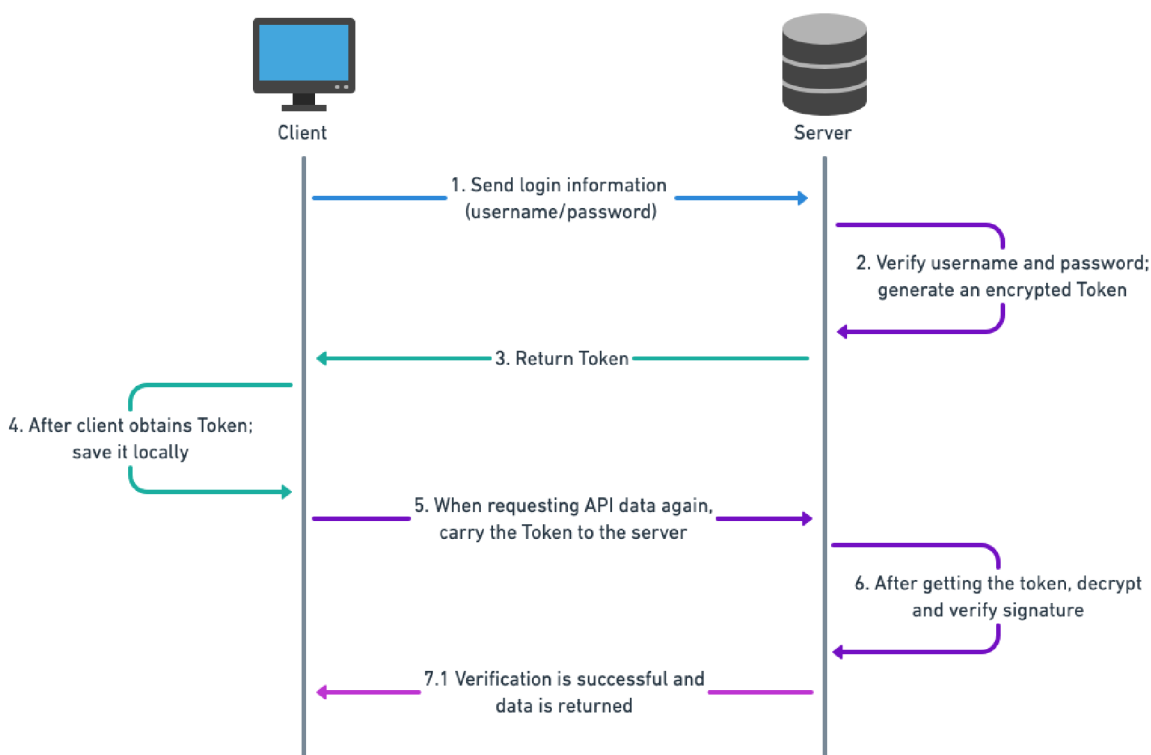 Client
Server
1. Send login information
(username/password)
2. Verify username and password;
generate an encrypted Token
3. Return Token
4. After client obtains Token;
save it locally
5. When requesting API data again,
carry the Token to the server
6. After getting the token, decrypt
and verify signature
7.1 Verification is successful and
data is returned